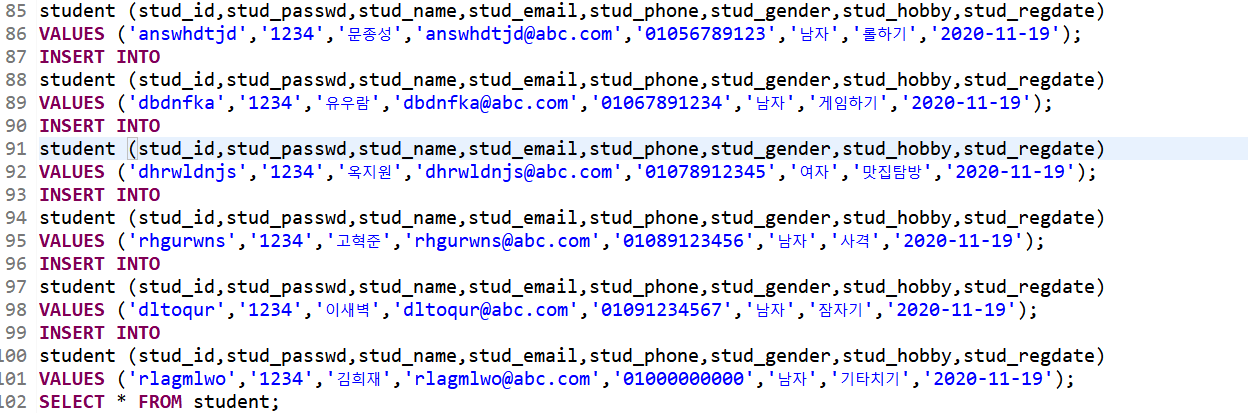 85 student (stud_id,stud_passwd,stud_name,stud_email,stud_phone,stud_gender,stud_hobby,stud_regdate)
86 VALUES ('answhdtjd','1234','문종성','answhdtjd@abc.com','01056789123','남자','롤하기','2020-11-19');
87 INSERT INTO
88 student (stud_id,stud_passwd,stud_name,stud_email,stud_phone,stud_gender,stud_hobby,stud_regdate)
89 VALUES ('dbdnfka','1234','유우람','dbdnfka@abc.com','01067891234','남자','게임하기','2020-11-19');
90 INSERT INTO
91 student (stud_id,stud_passwd,stud_name,stud_email,stud_phone,stud_gender,stud_hobby,stud_regdate)
92 VALUES ('dhrwldnjs','1234','옥지원','dhrwldnjs@abc.com','01078912345','여자','맛집탐방','2020-11-19');
93 INSERT INTO
94 student (stud_id,stud_passwd,stud_name,stud_email,stud_phone,stud_gender,stud_hobby,stud_regdate)
95 VALUES ('rhgurwns','1234','고혁준','rhgurwns@abc.com','01089123456','남자','사격','2020-11-19');
96 INSERT INTO
97 student (stud_id,stud_passwd,stud_name,stud_email,stud_phone,stud_gender,stud_hobby,stud_regdate)
98 VALUES ('dltoqur','1234','이새벽','dltoqur@abc.com','01091234567','남자','잠자기','2020-11-19');
99 INSERT INTO
100 student (stud_id,stud_passwd,stud_name,stud_email,stud_phone,stud_gender,stud_hobby,stud_regdate)
101 VALUES ('rlagmlwo','1234','김희재','rlagmlwo@abc.com','01000000000','남자','기타치기','2020-11-19');
102 SELECT * FROM student;